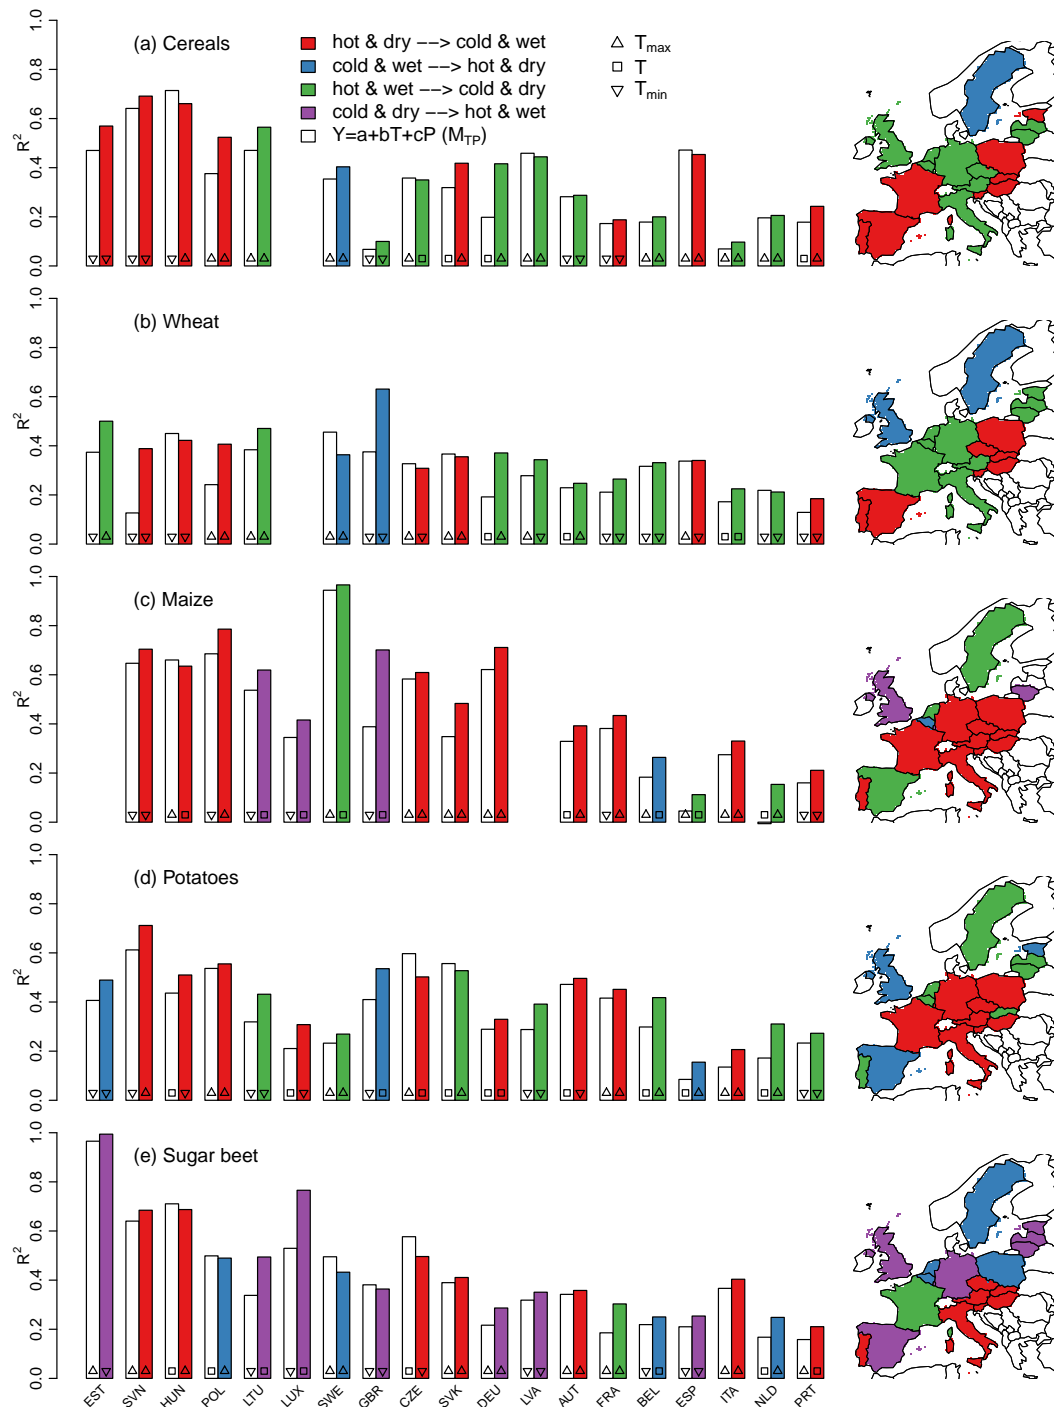 (a) Cereals
hot & dry −−> cold & wet
cold & wet −−> hot & dry
hot & wet −−> cold & dry
cold & dry −−> hot & wet
Y=a+bT+cP (M_TP)
T_max
T
T_min
R²
0.0 0.2 0.4 0.6 0.8 1.0
(b) Wheat
R²
0.0 0.2 0.4 0.6 0.8 1.0
(c) Maize
R²
0.0 0.2 0.4 0.6 0.8 1.0
(d) Potatoes
R²
0.0 0.2 0.4 0.6 0.8 1.0
(e) Sugar beet
R²
0.0 0.2 0.4 0.6 0.8 1.0
EST SVN HUN POL LTU LUX SWE GBR CZE SVK DEU LVA AUT FRA BEL ESP ITA NLD PRT